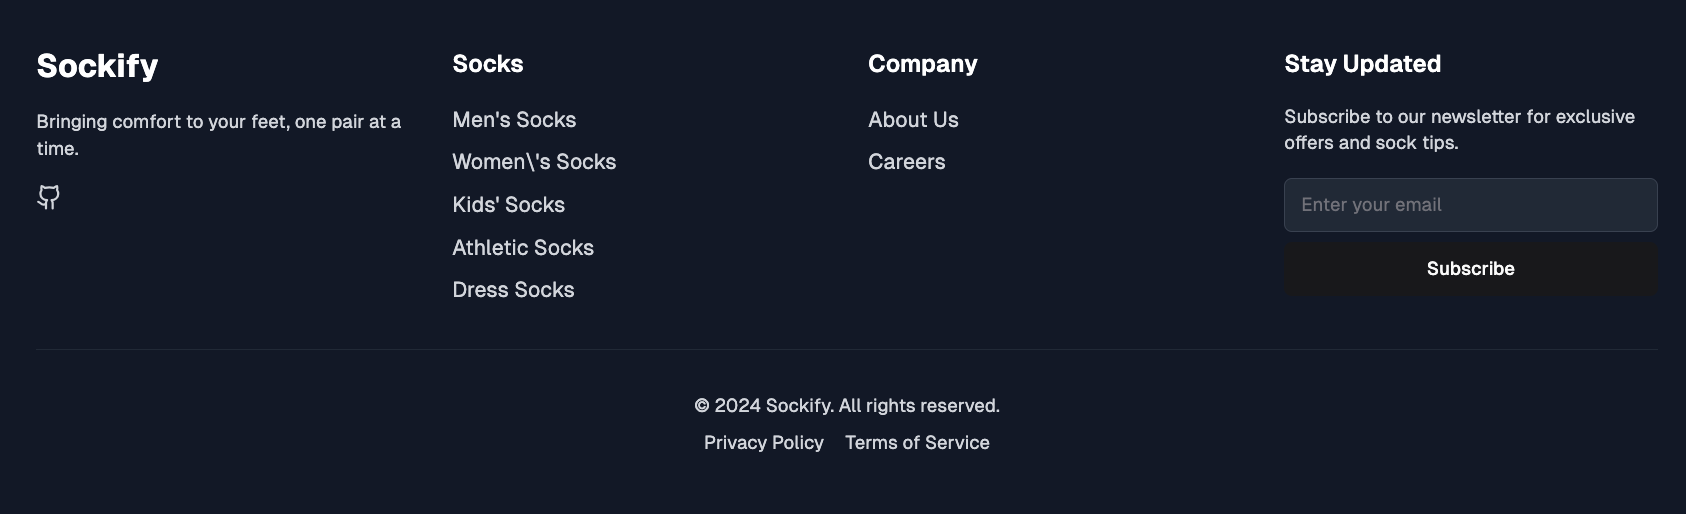 Sockify
Bringing comfort to your feet, one pair at a
time.
Socks
Men's Socks
Women\'s Socks
Kids' Socks
Athletic Socks
Dress Socks
Company
About Us
Careers
Stay Updated
Subscribe to our newsletter for exclusive
offers and sock tips.
Enter your email
Subscribe
© 2024 Sockify. All rights reserved.
Privacy Policy Terms of Service